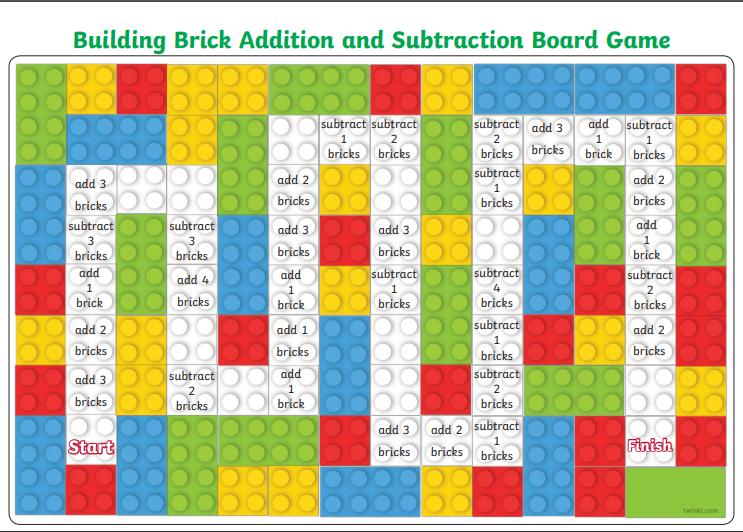 Building Brick Addition and Subtraction Board Game
subtract subtract subtract add 3 add subtract
1 2 2 1 1
bricks bricks bricks bricks brick bricks
add 3 add 2 subtract add 2
bricks bricks 1 bricks bricks
subtract subtract add 3 add 3 add
3 3 1
bricks bricks bricks bricks brick
add add 4 add subtract subtract subtract
1 1 1 4 2
brick bricks brick bricks bricks bricks
add 2 add 1 subtract add 2
bricks bricks 1 bricks bricks
add 3 subtract add subtract
2 1 2
bricks bricks brick bricks
Start add 3 add 2 subtract Finish
bricks bricks 1 bricks
twinkl.com